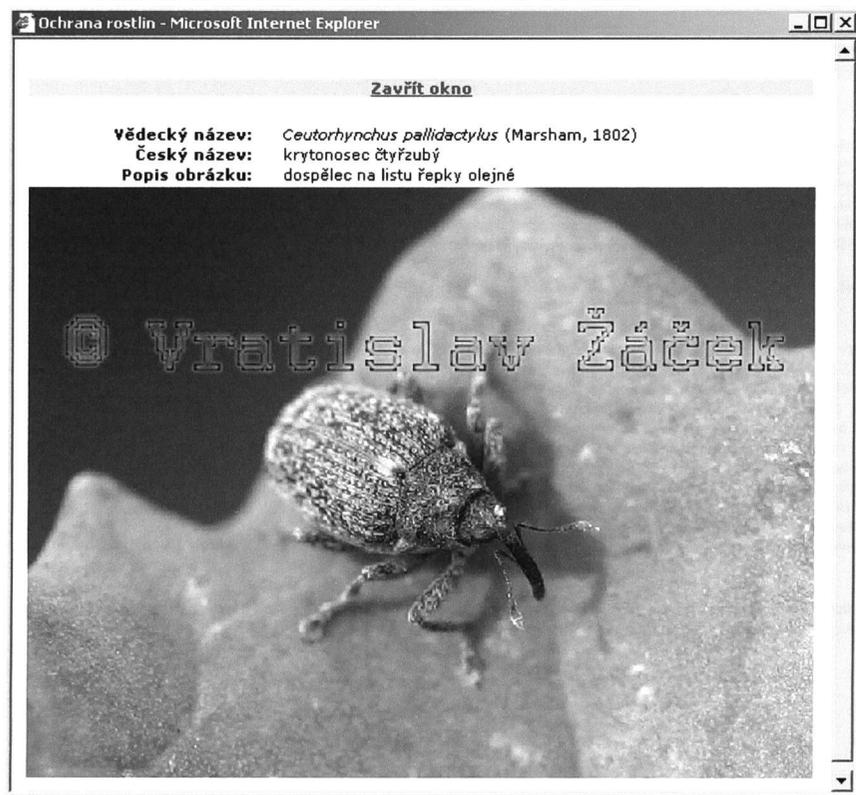 Ochrana rostlin - Microsoft Internet Explorer
Zavřít okno
Vědecký název: Ceutorhynchus pallidactylus (Marsham, 1802)
Český název: krytonosec čtyřzubý
Popis obrázku: dospělec na listu řepky olejné
© Vratislav Žáček